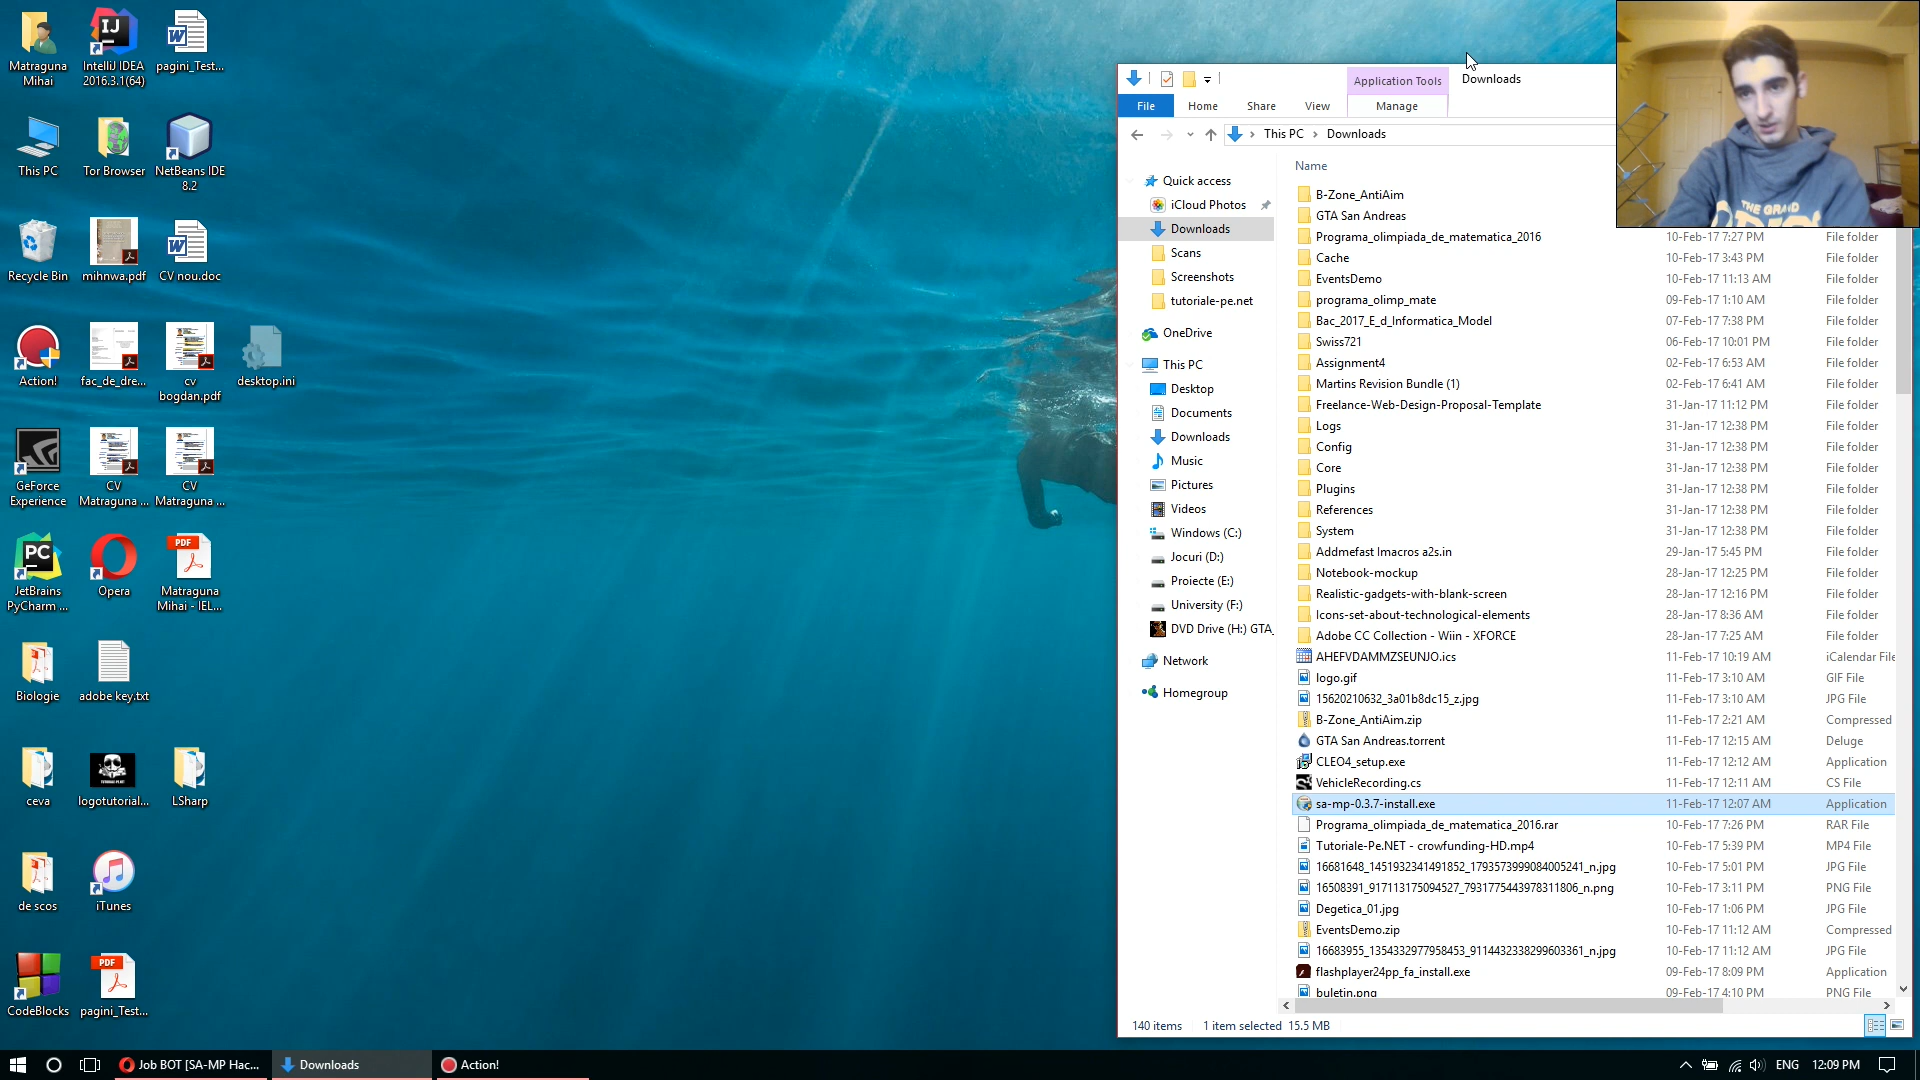 Matraguna
Mihai
IntelliJ IDEA
2016.3.1(64)
pagini_Test...
This PC
Tor Browser
NetBeans IDE
8.2
Recycle Bin
mihnwa.pdf
CV nou.doc
Action!
fac_de_dre...
cv
bogdan.pdf
desktop.ini
GeForce
Experience
CV
Matraguna ...
CV
Matraguna ...
JetBrains
PyCharm ...
Opera
Matraguna
Mihai - IEL...
Biologie
adobe key.txt
ceva
logotutorial...
LSharp
de scos
iTunes
CodeBlocks
pagini_Test...
Application Tools
Downloads
File
Home
Share
View
Manage
This PC
Downloads
Quick access
iCloud Photos
Downloads
Scans
Screenshots
tutoriale-pe.net
OneDrive
This PC
Desktop
Documents
Downloads
Music
Pictures
Videos
Windows (C:)
Jocuri (D:)
Proiecte (E:)
University (F:)
DVD Drive (H:) GTA_
Network
Homegroup
Name
B-Zone_AntiAim
GTA San Andreas
Programa_olimpiada_de_matematica_2016 10-Feb-17 7:27 PM File folder
Cache 10-Feb-17 3:43 PM File folder
EventsDemo 10-Feb-17 11:13 AM File folder
programa_olimp_mate 09-Feb-17 1:10 AM File folder
Bac_2017_E_d_Informatica_Model 07-Feb-17 7:38 PM File folder
Swiss721 06-Feb-17 10:01 PM File folder
Assignment4 02-Feb-17 6:53 AM File folder
Martins Revision Bundle (1) 02-Feb-17 6:41 AM File folder
Freelance-Web-Design-Proposal-Template 31-Jan-17 11:12 PM File folder
Logs 31-Jan-17 12:38 PM File folder
Config 31-Jan-17 12:38 PM File folder
Core 31-Jan-17 12:38 PM File folder
Plugins 31-Jan-17 12:38 PM File folder
References 31-Jan-17 12:38 PM File folder
System 31-Jan-17 12:38 PM File folder
Addmefast Imacros a2s.in 29-Jan-17 5:45 PM File folder
Notebook-mockup 28-Jan-17 12:25 PM File folder
Realistic-gadgets-with-blank-screen 28-Jan-17 12:16 PM File folder
Icons-set-about-technological-elements 28-Jan-17 8:36 AM File folder
Adobe CC Collection - Wiin - XFORCE 28-Jan-17 7:25 AM File folder
AHEFVDAMMZSEUNJO.ics 11-Feb-17 10:19 AM iCalendar File
logo.gif 11-Feb-17 3:10 AM GIF File
15620210632_3a01b8dc15_z.jpg 11-Feb-17 3:10 AM JPG File
B-Zone_AntiAim.zip 11-Feb-17 2:21 AM Compressed
GTA San Andreas.torrent 11-Feb-17 12:15 AM Deluge
CLEO4_setup.exe 11-Feb-17 12:12 AM Application
VehicleRecording.cs 11-Feb-17 12:11 AM CS File
sa-mp-0.3.7-install.exe 11-Feb-17 12:07 AM Application
Programa_olimpiada_de_matematica_2016.rar 10-Feb-17 7:26 PM RAR File
Tutoriale-Pe.NET - crowfunding-HD.mp4 10-Feb-17 5:39 PM MP4 File
16681648_1451932341491852_1793573999084005241_n.jpg 10-Feb-17 5:01 PM JPG File
16508391_917113175094527_7931775443978311806_n.png 10-Feb-17 3:11 PM PNG File
Degetica_01.jpg 10-Feb-17 1:06 PM JPG File
EventsDemo.zip 10-Feb-17 11:12 AM Compressed
16683955_1354332977958453_9114432338299603361_n.jpg 10-Feb-17 11:12 AM JPG File
flashplayer24pp_fa_install.exe 09-Feb-17 8:09 PM Application
buletin.png 09-Feb-17 4:10 PM PNG File
140 items 1 item selected 15.5 MB
THE GRAND
Job BOT [SA-MP Hac...
Downloads
Action!
ENG
12:09 PM